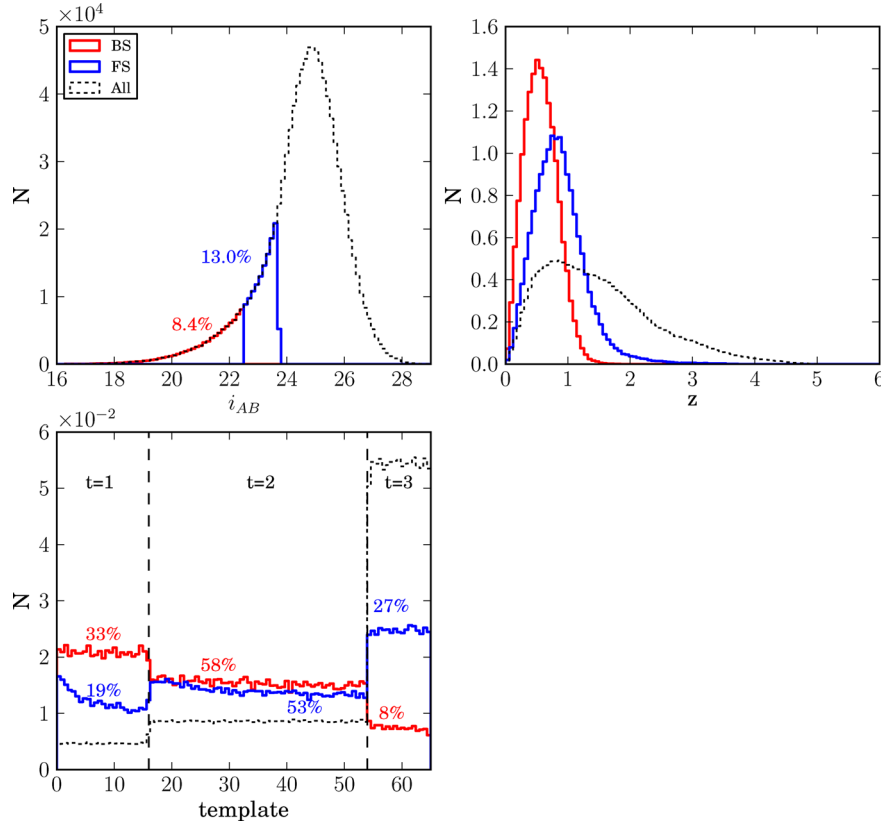 ×10⁴
5
4
3
2
1
0
N
BS
FS
All
13.0%
8.4%
16 18 20 22 24 26 28
i_AB
1.6
1.4
1.2
1.0
0.8
0.6
0.4
0.2
0.0
N
0 1 2 3 4 5 6
z
×10⁻²
6
5
4
3
2
1
0
N
t=1 t=2 t=3
33% 58% 27%
19% 53% 8%
0 10 20 30 40 50 60
template